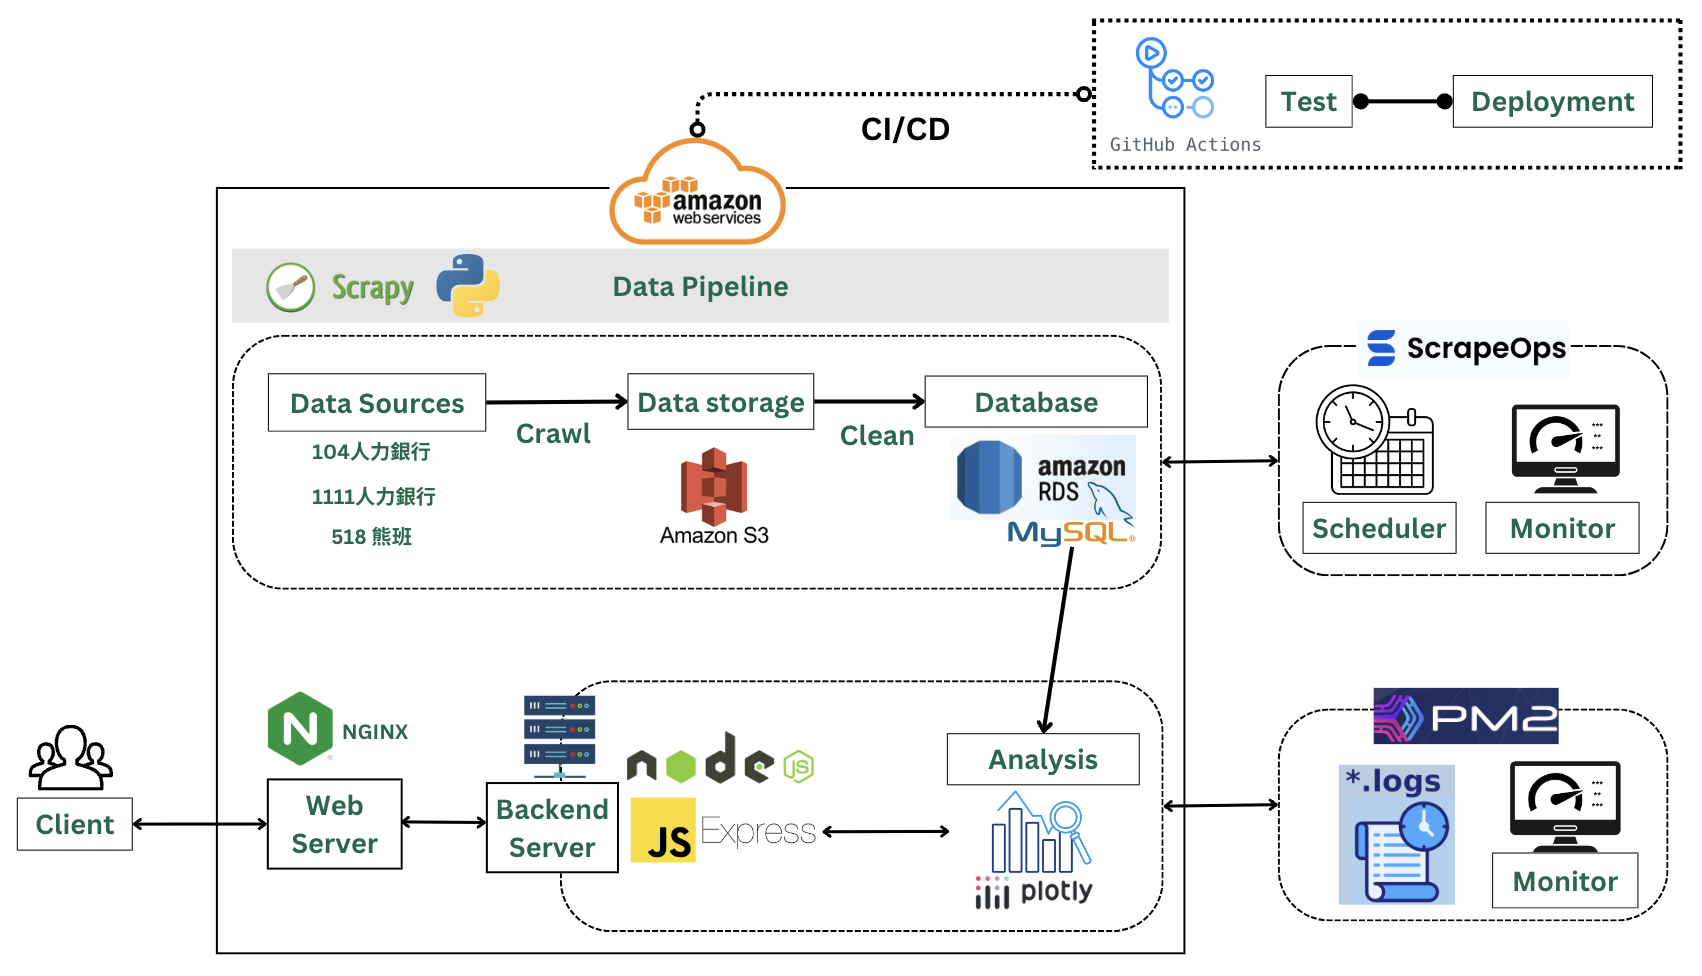 GitHub Actions
Test
Deployment
CI/CD
amazon
web services
Scrapy
Data Pipeline
Data Sources
Crawl
Data storage
Clean
Database
104人力銀行
1111人力銀行
518 熊班
Amazon S3
amazon
RDS
MySQL®
ScrapeOps
Scheduler
Monitor
NGINX
Client
Web
Server
Backend
Server
node
JS
JS
Express
Analysis
plotly
PM2
*.logs
Monitor